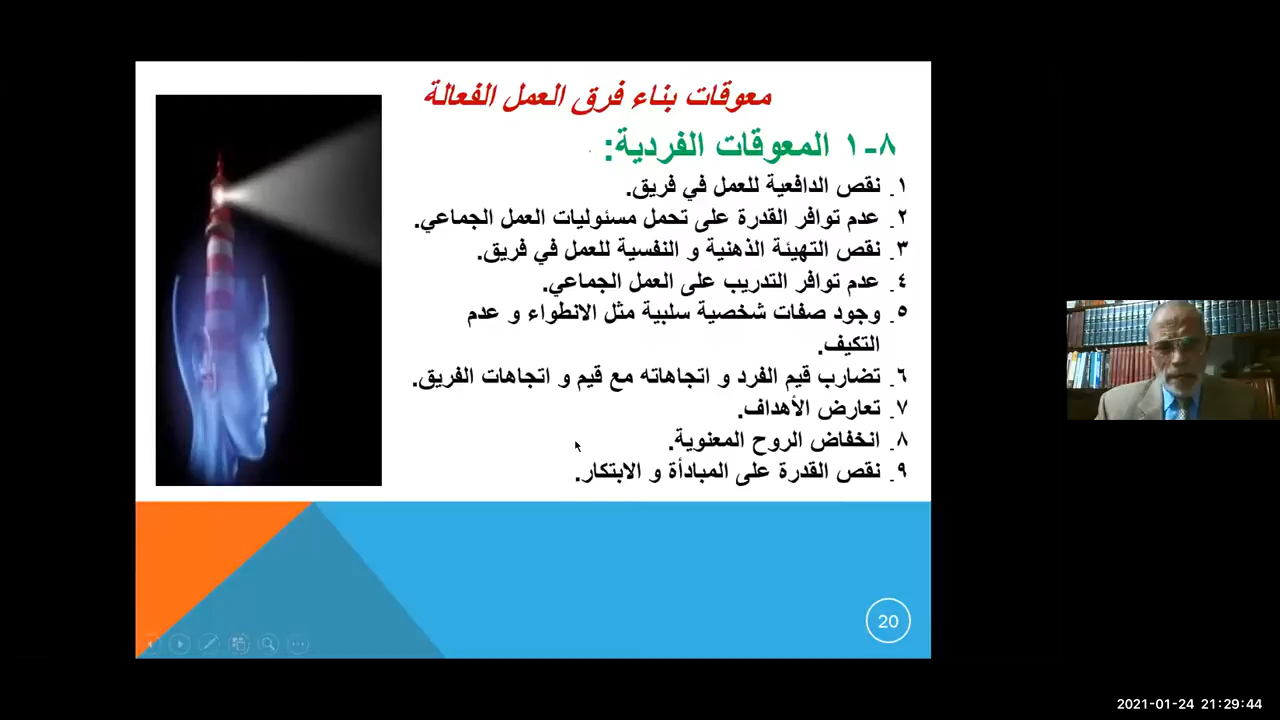 معوقات بناء فرق العمل الفعالة
٨-١ المعوقات الفردية:
١. نقص الدافعية للعمل في فريق.
٢. عدم توافر القدرة على تحمل مسئوليات العمل الجماعي.
٣. نقص التهيئة الذهنية و النفسية للعمل في فريق.
٤. عدم توافر التدريب على العمل الجماعي.
٥. وجود صفات شخصية سلبية مثل الانطواء و عدم
التكيف.
٦. تضارب قيم الفرد و اتجاهاته مع قيم و اتجاهات الفريق.
٧. تعارض الأهداف.
٨. انخفاض الروح المعنوية.
٩. نقص القدرة على المبادأة و الابتكار.
20
2021-01-24 21:29:44